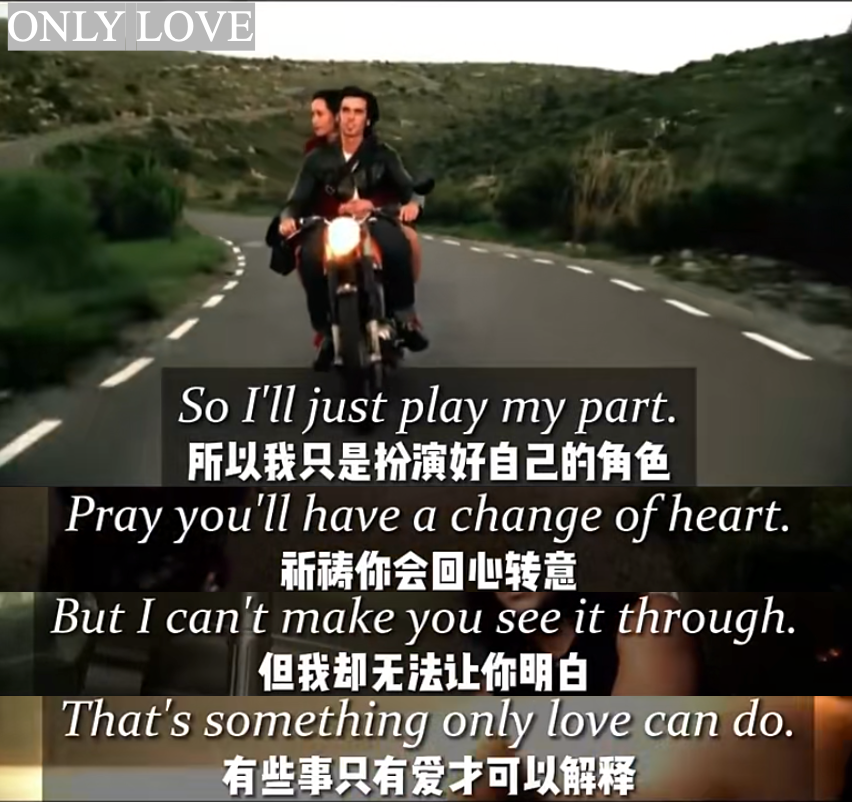 ONLY LOVE
So I'll just play my part.
所以我只是扮演好自己的角色
Pray you'll have a change of heart.
祈祷你会回心转意
But I can't make you see it through.
但我却无法让你明白
That's something only love can do.
有些事只有爱才可以解释